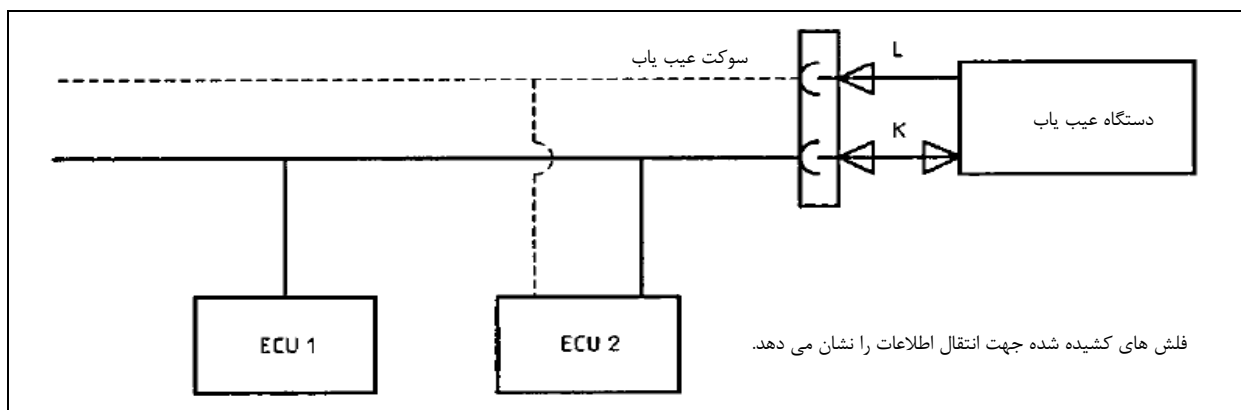 سوکت عیب یاب
L
دستگاه عیب یاب
K
ECU 1
ECU 2
فلش های کشیده شده جهت انتقال اطلاعات را نشان می دهد.